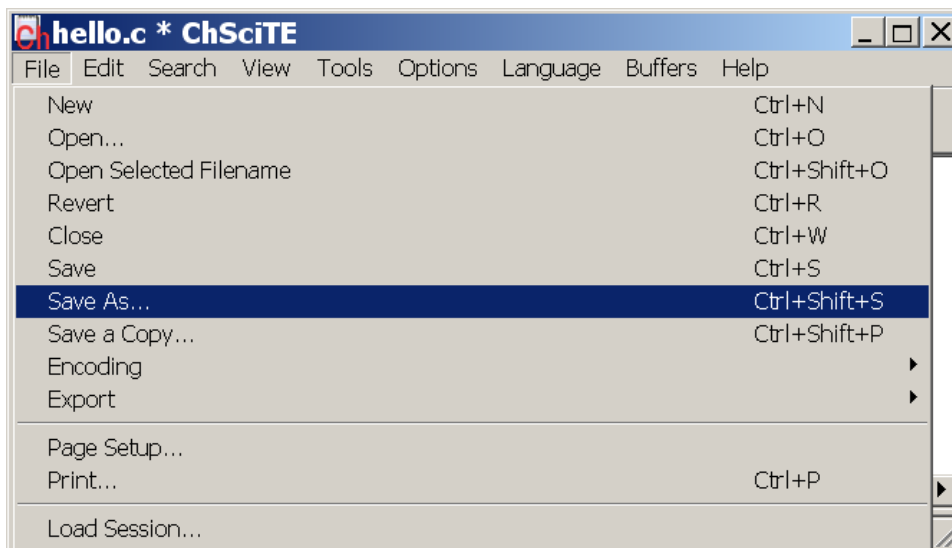 Ch hello.c * ChSciTE
File Edit Search View Tools Options Language Buffers Help
New Ctrl+N
Open... Ctrl+O
Open Selected Filename Ctrl+Shift+O
Revert Ctrl+R
Close Ctrl+W
Save Ctrl+S
Save As... Ctrl+Shift+S
Save a Copy... Ctrl+Shift+P
Encoding
Export
Page Setup...
Print... Ctrl+P
Load Session...